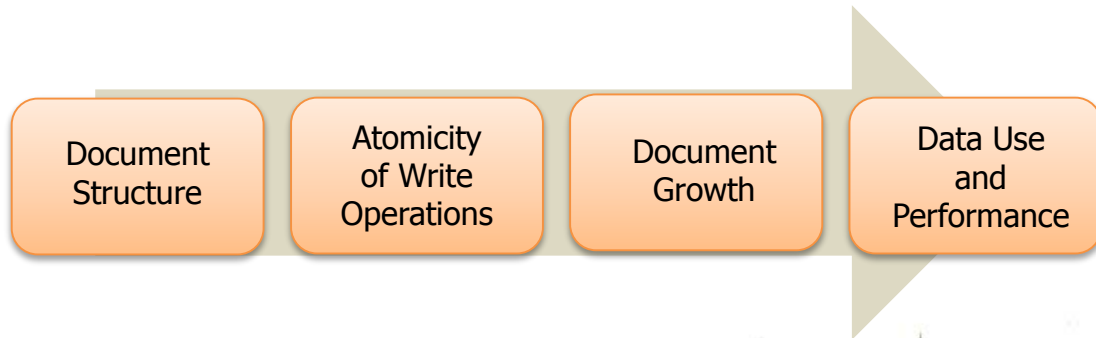 Document
Structure
Atomicity
of Write
Operations
Document
Growth
Data Use
and
Performance